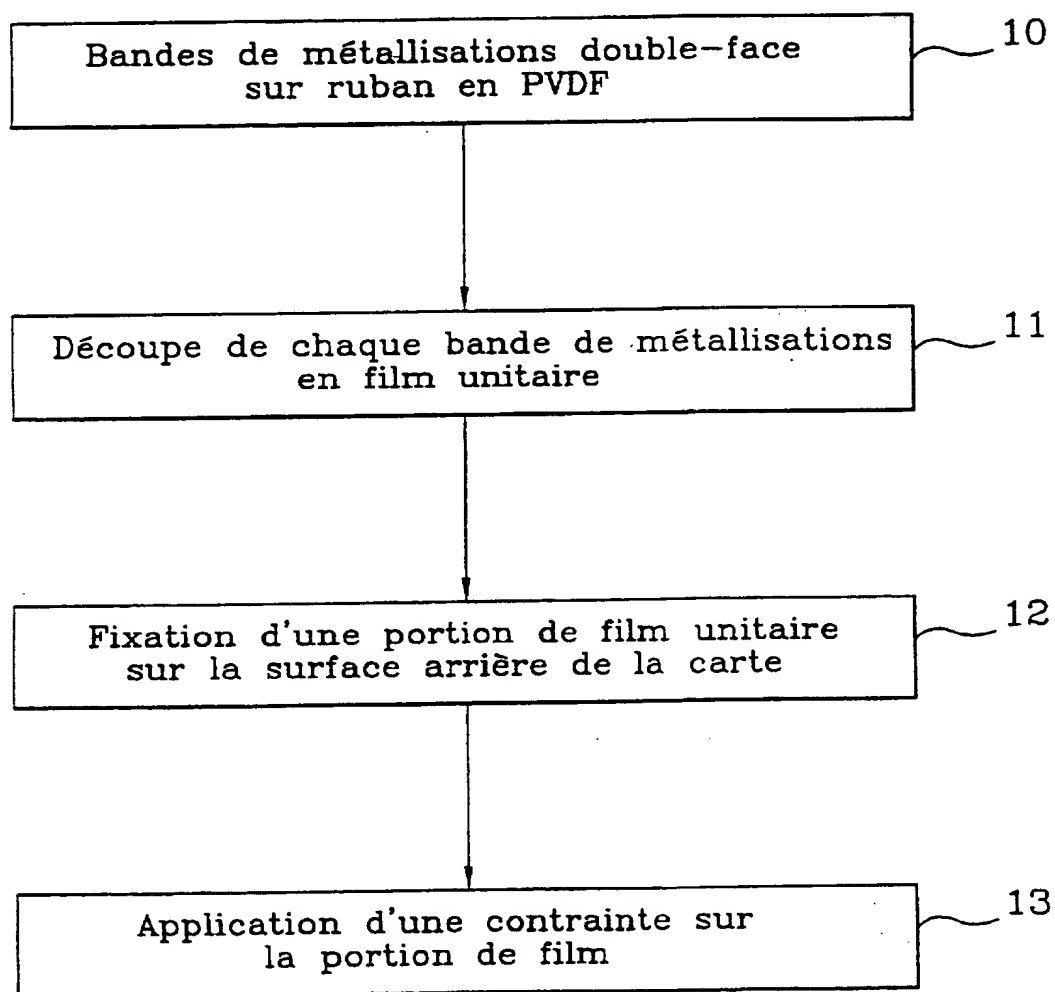 Bandes de métallisations double-face
sur ruban en PVDF
10
Découpe de chaque bande de métallisations
en film unitaire
11
Fixation d'une portion de film unitaire
sur la surface arrière de la carte
12
Application d'une contrainte sur
la portion de film
13